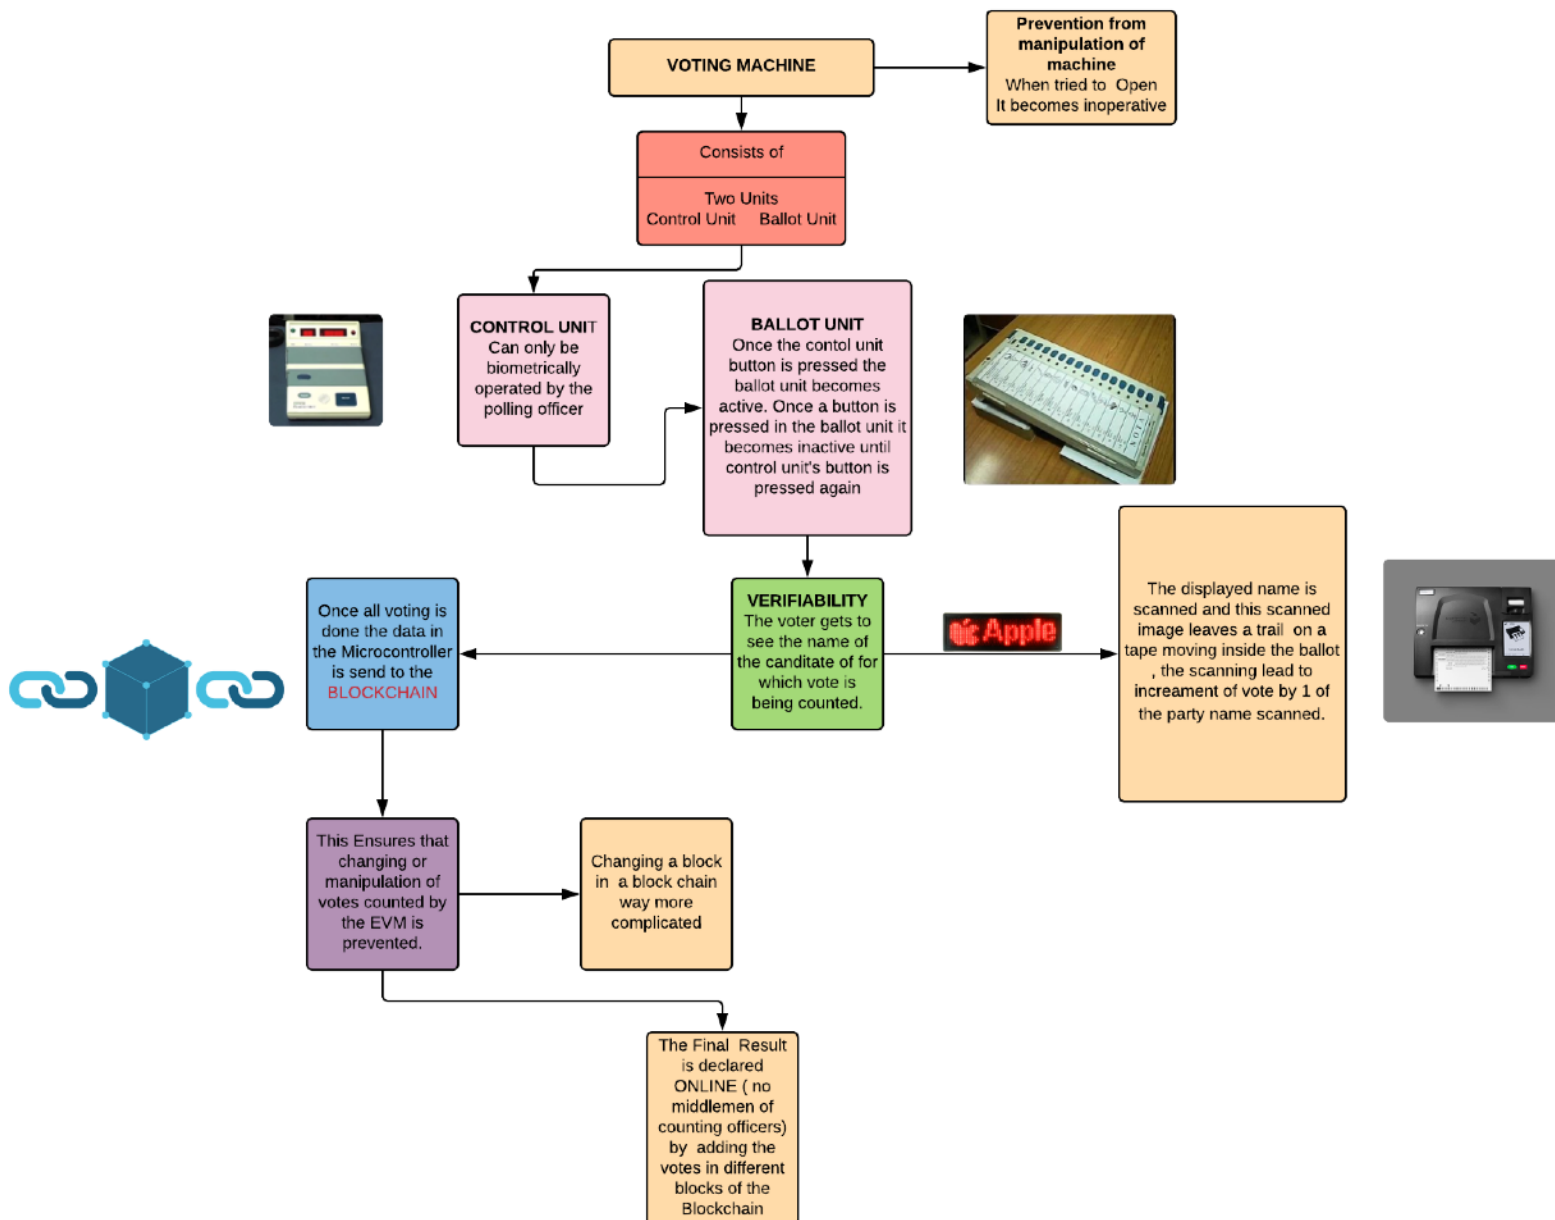 VOTING MACHINE
Prevention from
manipulation of
machine
When tried to Open
It becomes inoperative
Consists of
Two Units
Control Unit Ballot Unit
CONTROL UNIT
Can only be
biometrically
operated by the
polling officer
BALLOT UNIT
Once the contol unit
button is pressed the
ballot unit becomes
active. Once a button is
pressed in the ballot unit it
becomes inactive until
control unit's button is
pressed again
NOTA
Once all voting is
done the data in
the Microcontroller
is send to the
BLOCKCHAIN
VERIFIABILITY
The voter gets to
see the name of
the canditate of for
which vote is
being counted.
Apple
The displayed name is
scanned and this scanned
image leaves a trail on a
tape moving inside the ballot
, the scanning lead to
increament of vote by 1 of
the party name scanned.
This Ensures that
changing or
manipulation of
votes counted by
the EVM is
prevented.
Changing a block
in a block chain
way more
complicated
The Final Result
is declared
ONLINE ( no
middlemen of
counting officers)
by adding the
votes in different
blocks of the
Blockchain